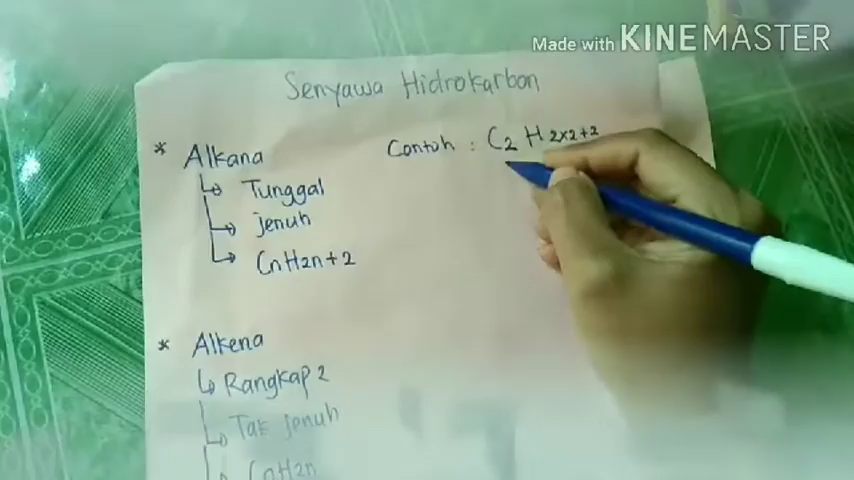 Made with KINEMASTER
Senyawa Hidrokarbon
* Alkana
Contoh : C2 H 2x2+2
↳ Tunggal
→ jenuh
→ CnH2n+2
* Alkena
↳ Rangkap 2
→ Tak jenuh
CnH2n